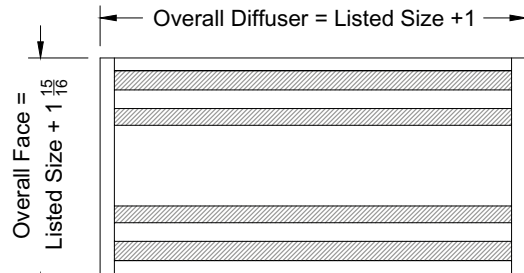 Overall Diffuser = Listed Size +1
Overall Face =
Listed Size + 1 15/16